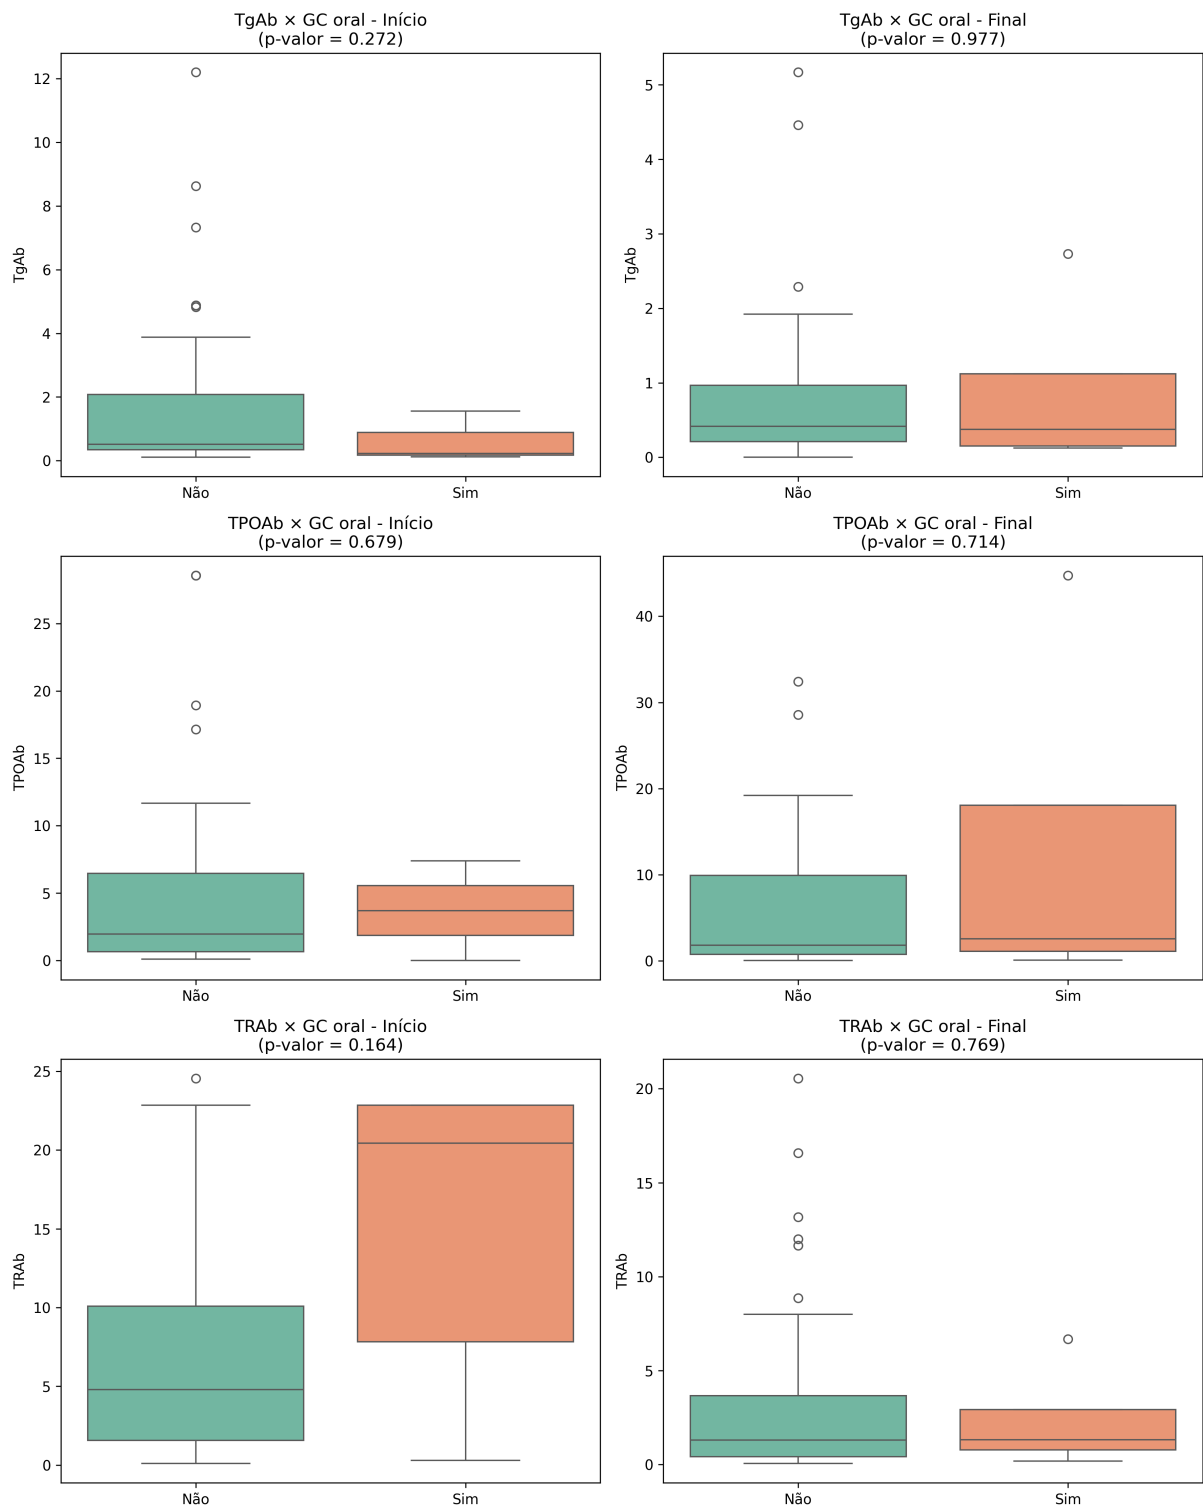 TgAb × GC oral - Início
(p-valor = 0.272)
TgAb
12
10
8
6
4
2
0
Não
Sim
TgAb × GC oral - Final
(p-valor = 0.977)
TgAb
5
4
3
2
1
0
Não
Sim
TPOAb × GC oral - Início
(p-valor = 0.679)
TPOAb
25
20
15
10
5
0
Não
Sim
TPOAb × GC oral - Final
(p-valor = 0.714)
TPOAb
40
30
20
10
0
Não
Sim
TRAb × GC oral - Início
(p-valor = 0.164)
TRAb
25
20
15
10
5
0
Não
Sim
TRAb × GC oral - Final
(p-valor = 0.769)
TRAb
20
15
10
5
0
Não
Sim